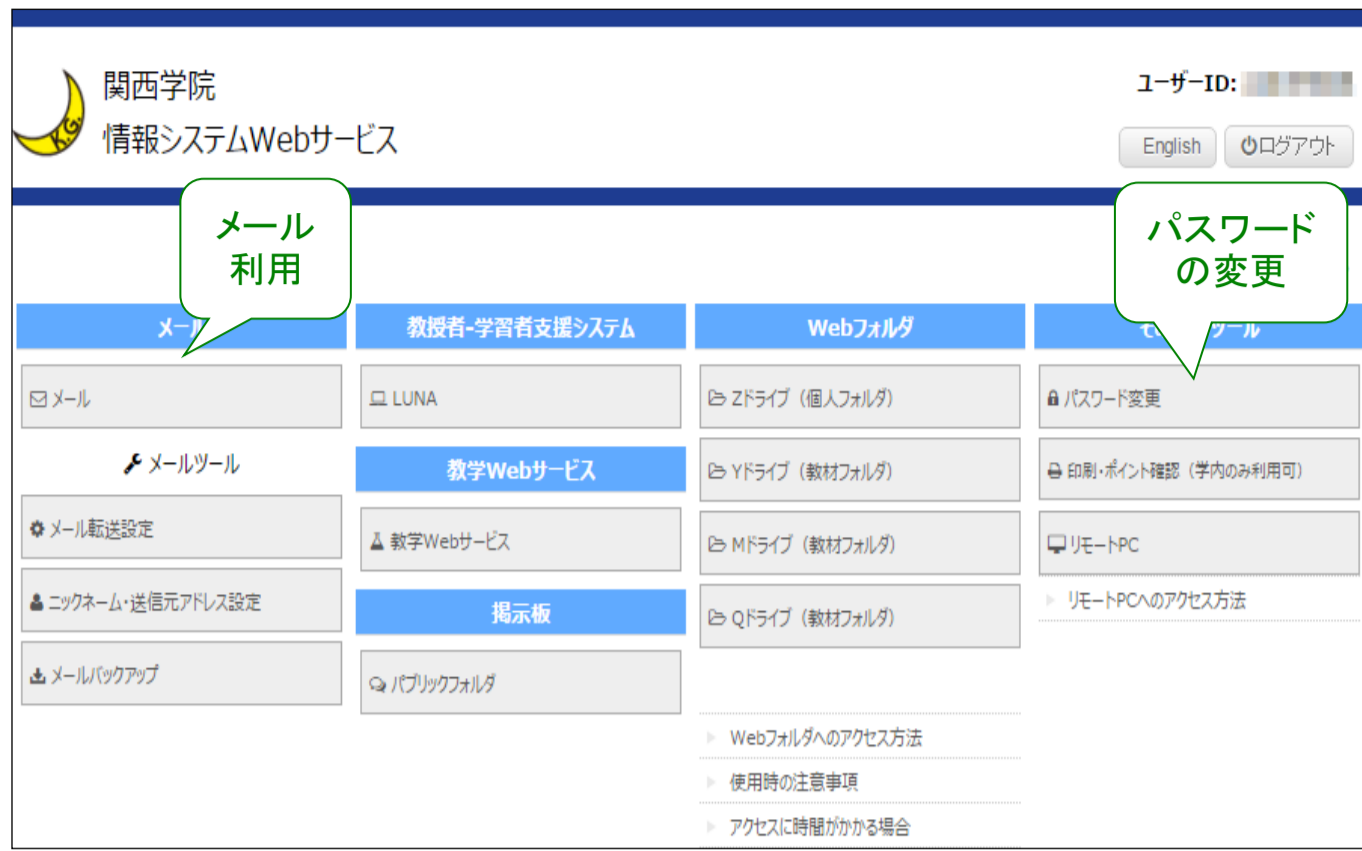 関西学院
情報システムWebサービス
K.G.
ユーザーID:
English
ログアウト
メール
利用
パスワード
の変更
メール
メール
メールツール
メール転送設定
ニックネーム・送信元アドレス設定
メールバックアップ
教授者-学習者支援システム
LUNA
教学Webサービス
教学Webサービス
掲示板
パブリックフォルダ
Webフォルダ
Zドライブ（個人フォルダ）
Yドライブ（教材フォルダ）
Mドライブ（教材フォルダ）
Qドライブ（教材フォルダ）
Webフォルダへのアクセス方法
使用時の注意事項
アクセスに時間がかかる場合
ツール
パスワード変更
印刷・ポイント確認（学内のみ利用可）
リモートPC
リモートPCへのアクセス方法